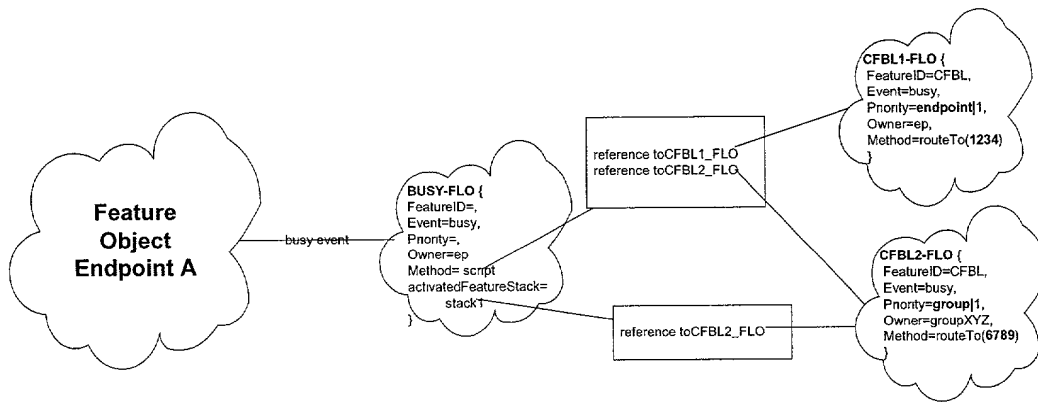 Feature
Object
Endpoint A
busy event
BUSY-FLO {
FeatureID=,
Event=busy,
Priority=,
Owner=ep
Method= script
activatedFeatureStack=
stack1
}
reference toCFBL1_FLO
reference toCFBL2_FLO
reference toCFBL2_FLO
CFBL1-FLO {
FeatureID=CFBL,
Event=busy,
Priority=endpoint|1,
Owner=ep,
Method=routeTo(1234)
}
CFBL2-FLO {
FeatureID=CFBL,
Event=busy,
Priority=group|1,
Owner=groupXYZ,
Method=routeTo(6789)